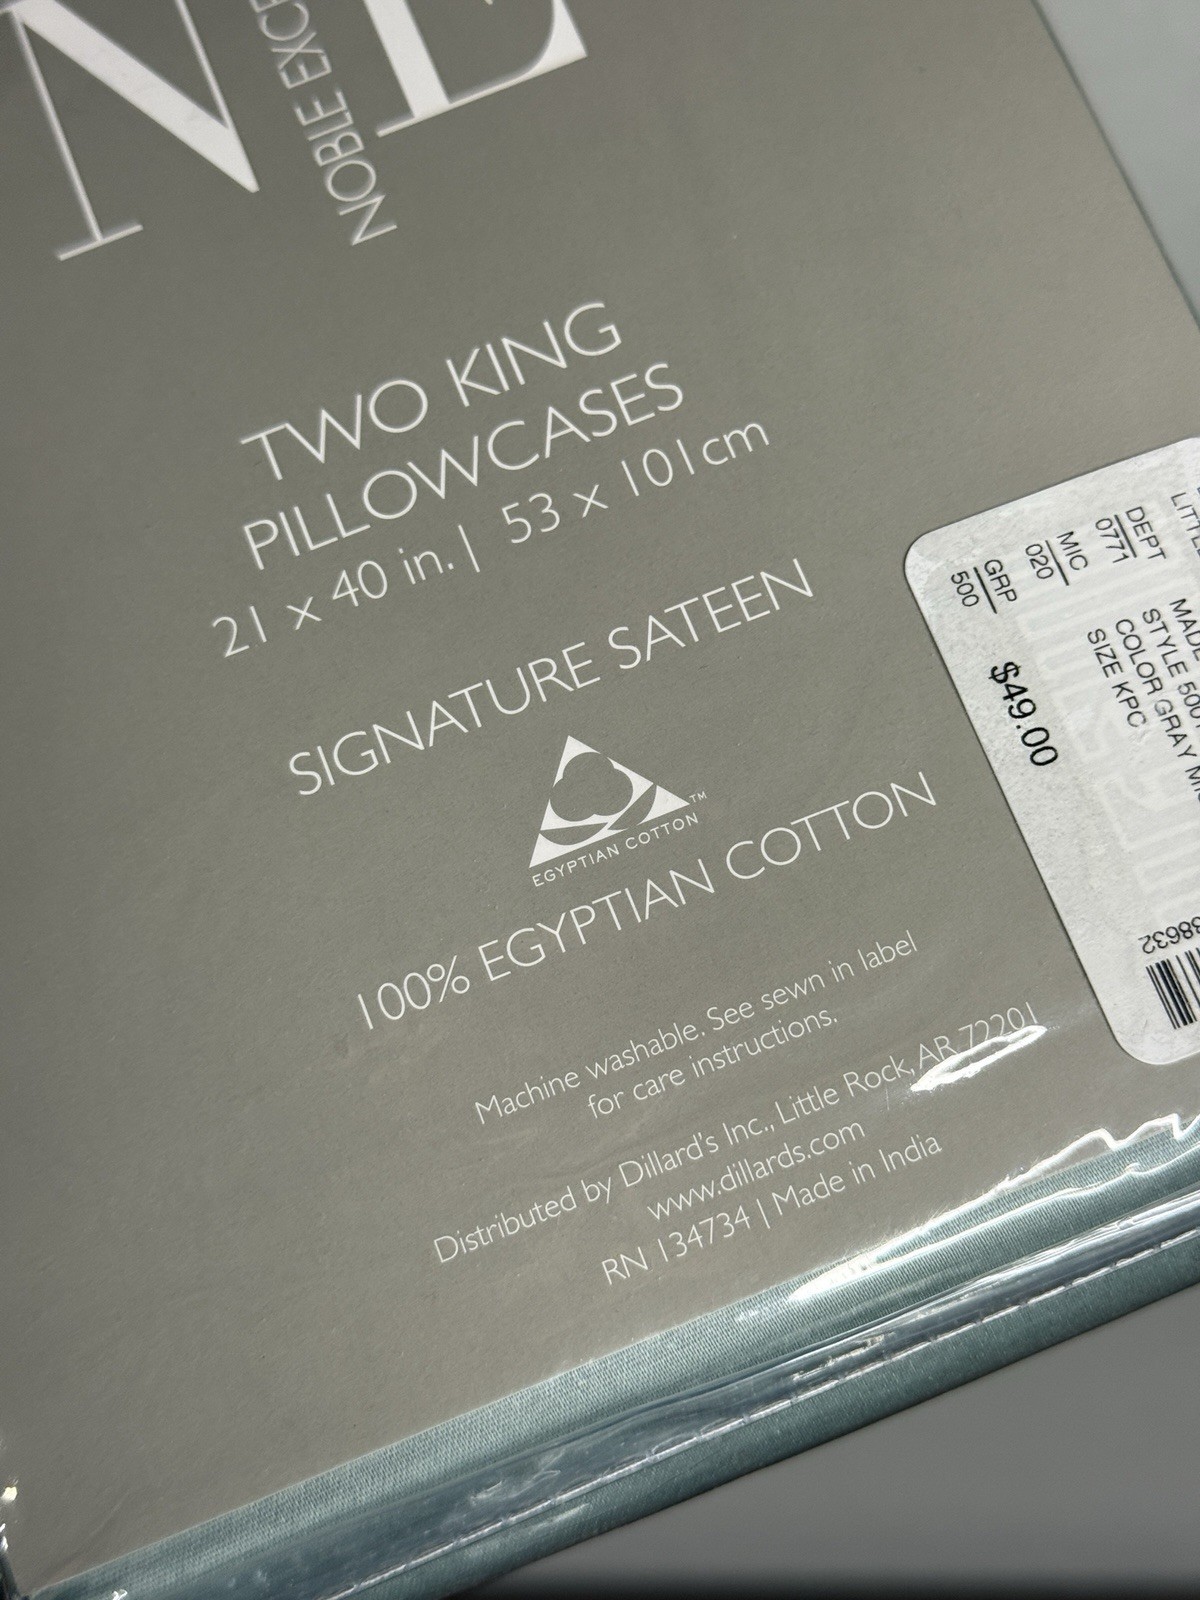 NE
NOBLE
TWO KING
PILLOWCASES
21 x 40 in. | 53 x 101cm
SIGNATURE SATEEN
EGYPTIAN COTTON™
100% EGYPTIAN COTTON
Machine washable. See sewn in label
for care instructions.
Distributed by Dillard's Inc., Little Rock, AR 72201
www.dillards.com
RN 134734 | Made in India
DEPT
0771
MIC
020
GRP
500
STYLE
COLOR GRAY
SIZE KPC
$49.00